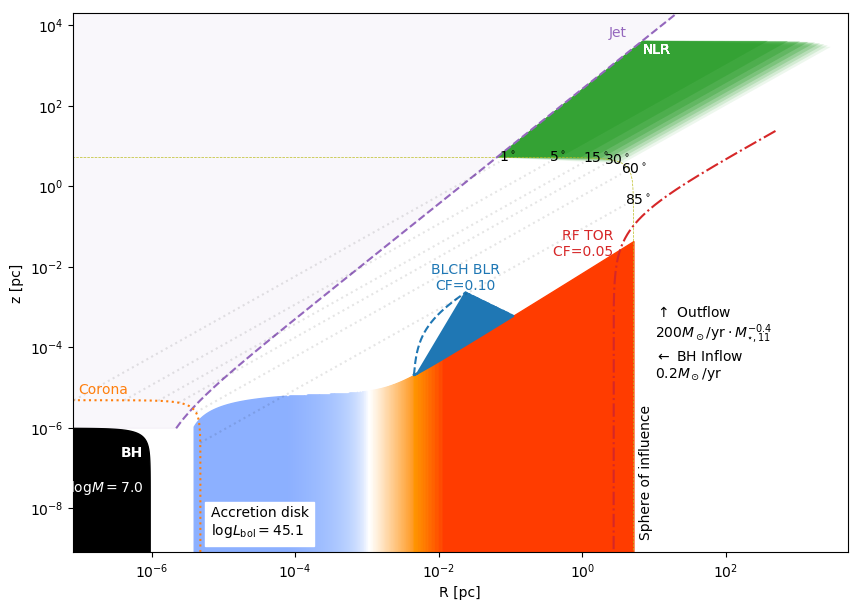 10^4
10^2
10^0
10^-2
10^-4
10^-6
10^-8
z [pc]
Jet
NLR
1°
5°
15°
30°
60°
85°
RF TOR
CF=0.05
BLCH BLR
CF=0.10
↑ Outflow
200M⊙/yr · M⋆,11^-0.4
← BH Inflow
0.2M⊙/yr
Corona
BH
logM = 7.0
Accretion disk
logLbol = 45.1
Sphere of influence
10^-6
10^-4
10^-2
10^0
10^2
R [pc]